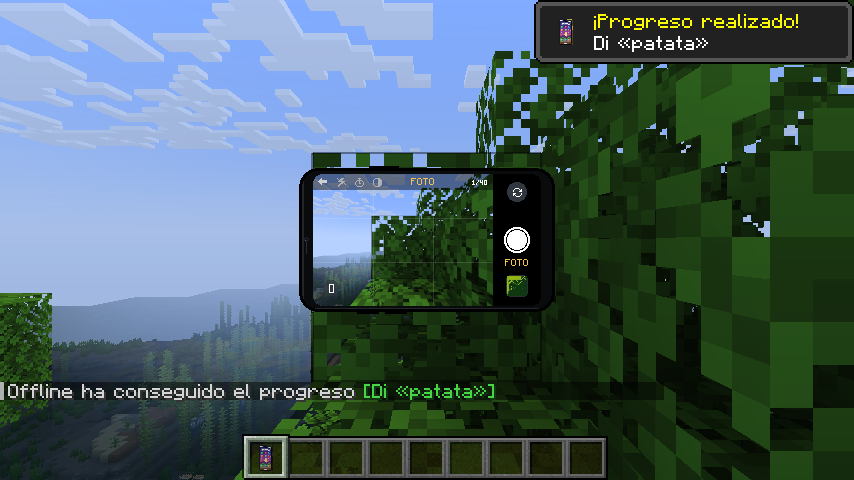 ¡Progreso realizado!
Di «patata»
FOTO
1/40
FOTO
Offline ha conseguido el progreso [Di «patata»]